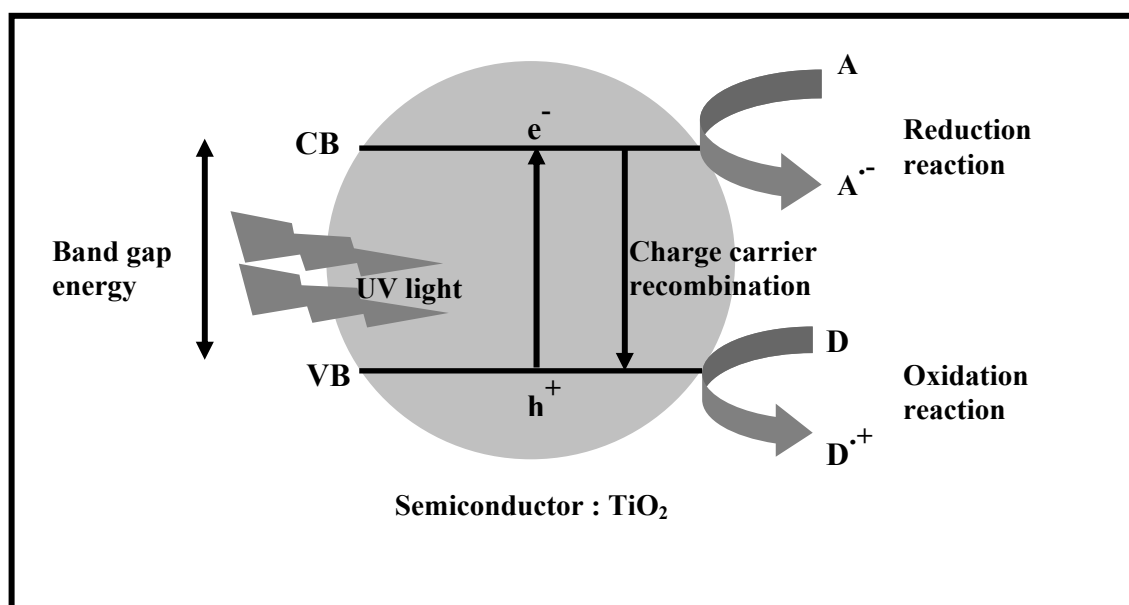 A
Reduction
reaction
A·-
e-
CB
Band gap
energy
UV light
Charge carrier
recombination
VB
h+
D
Oxidation
reaction
D·+
Semiconductor : TiO₂